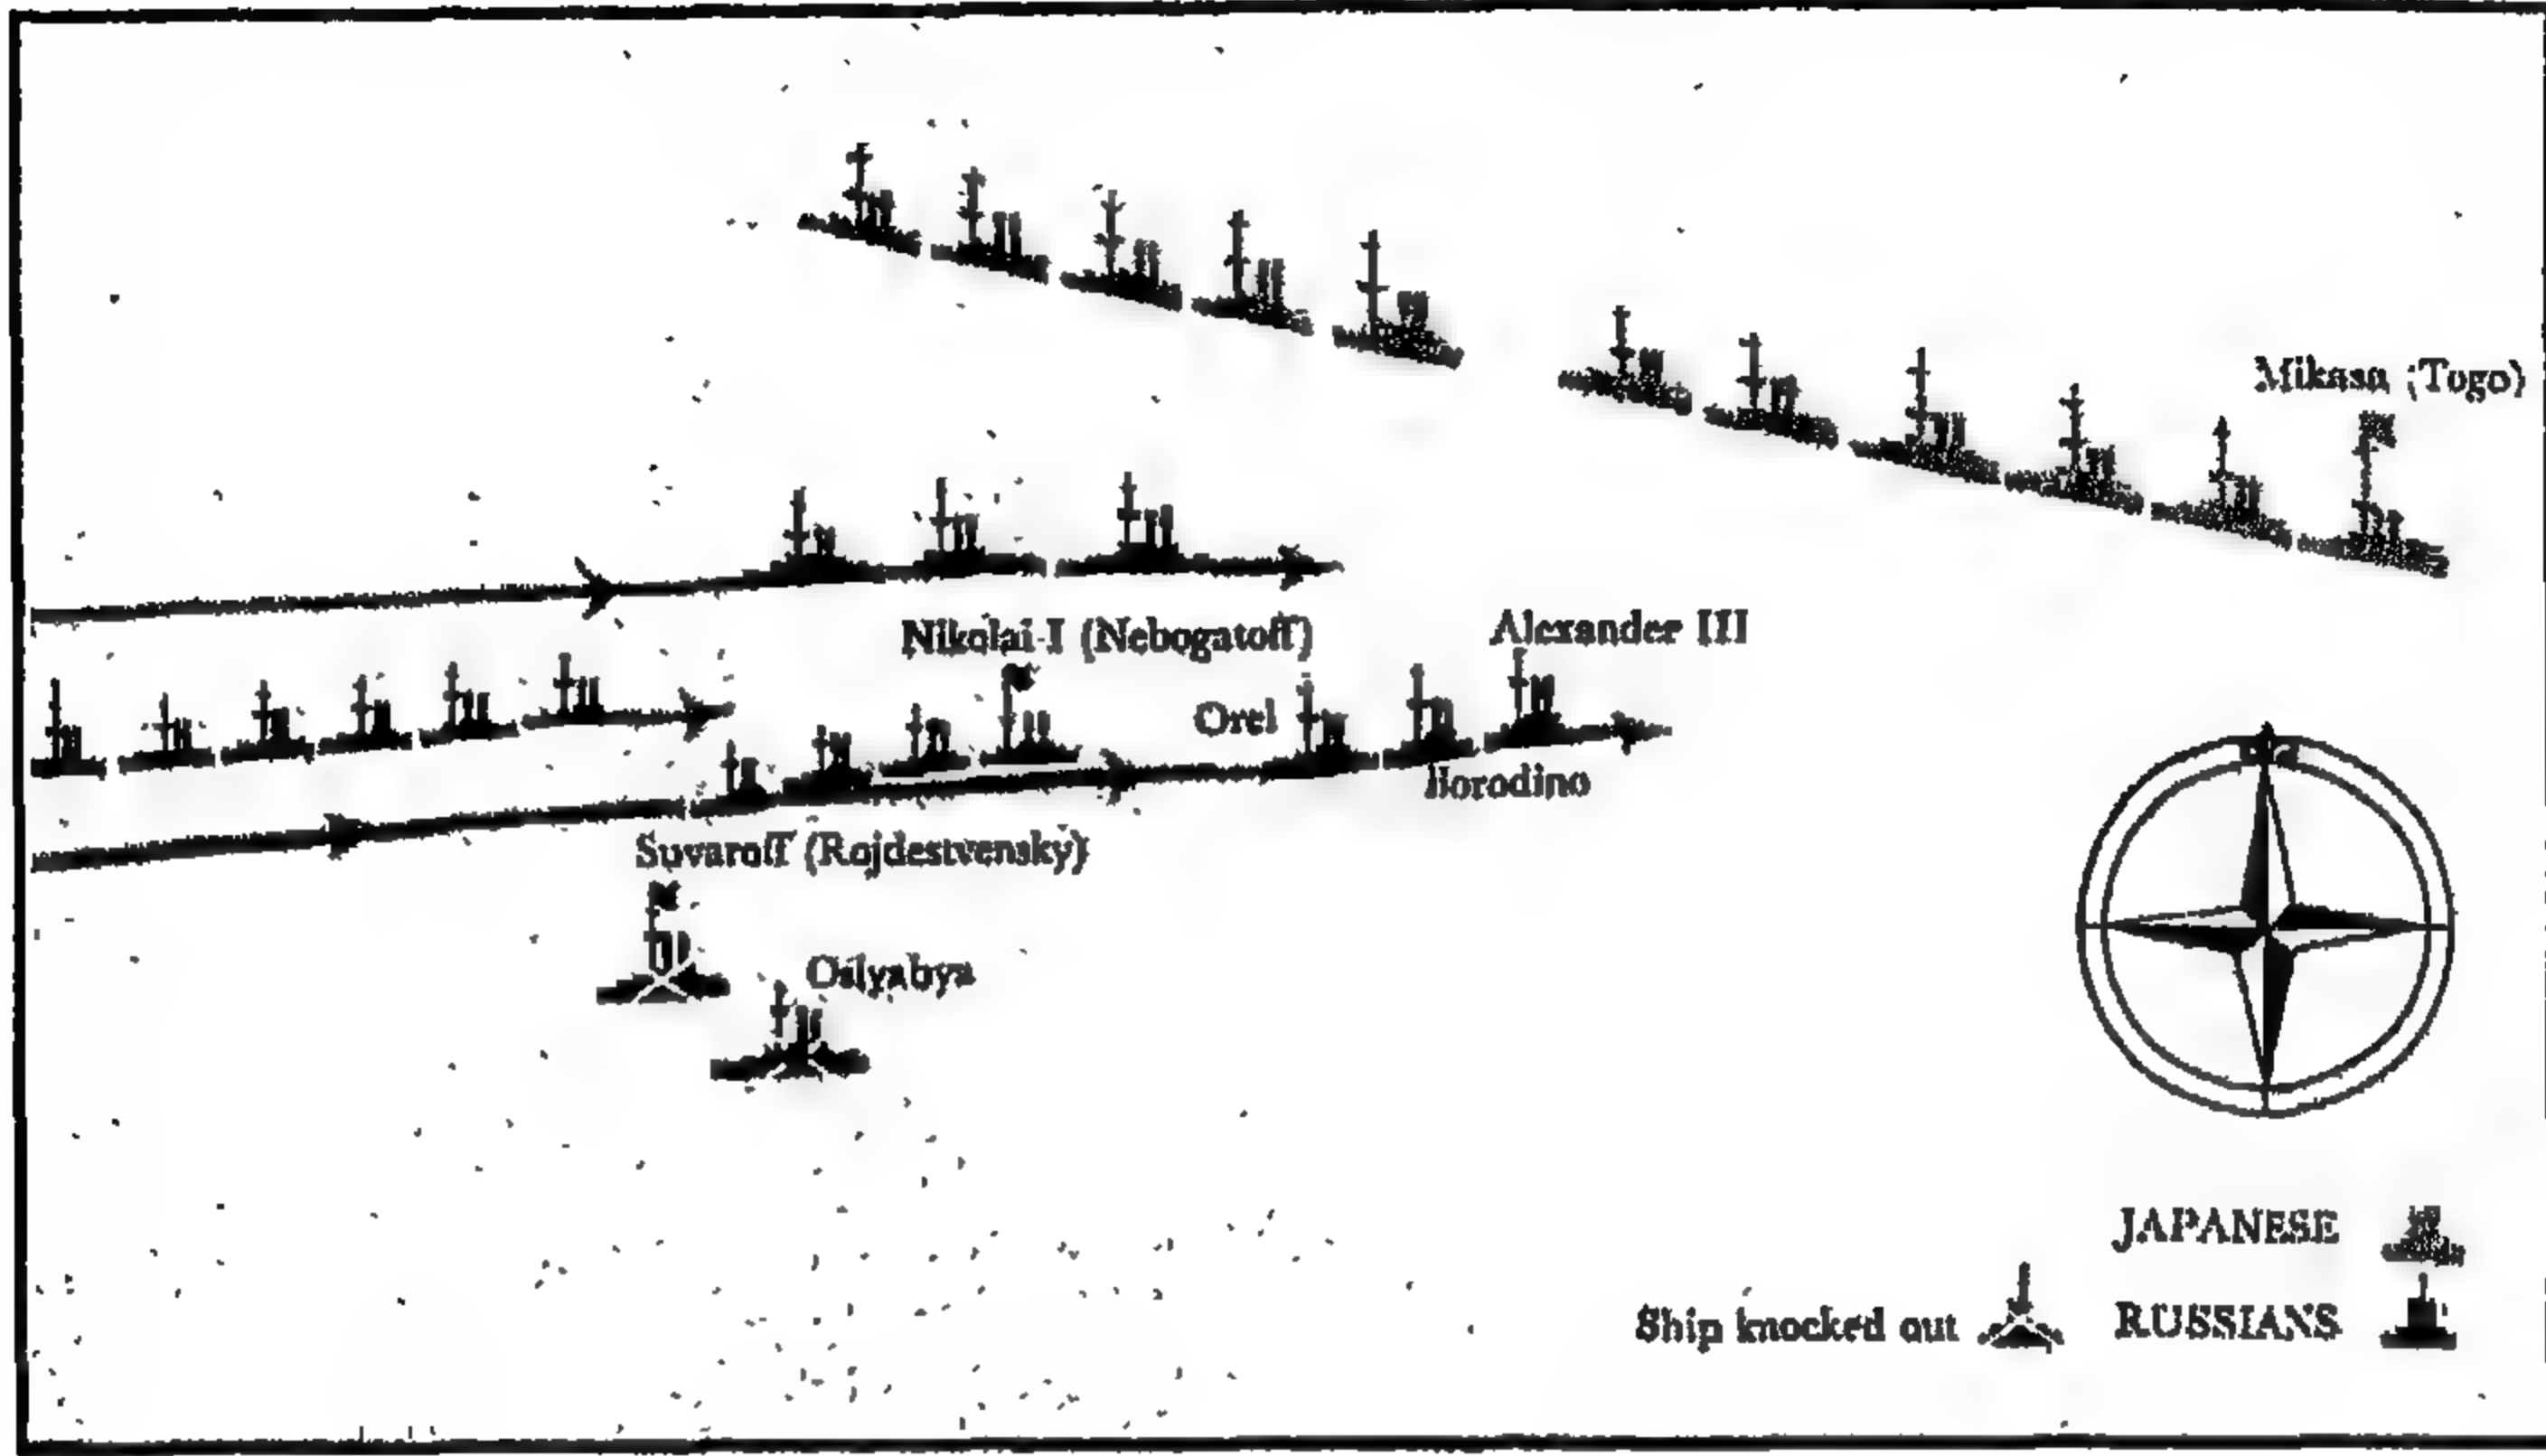 Mikasa (Togo)
Nikolai I (Nebogatoff)
Alexander III
Orel
Borodino
Suvaroff (Rojdestvensky)
Oslyabya
JAPANESE
Ship knocked out
RUSSIANS